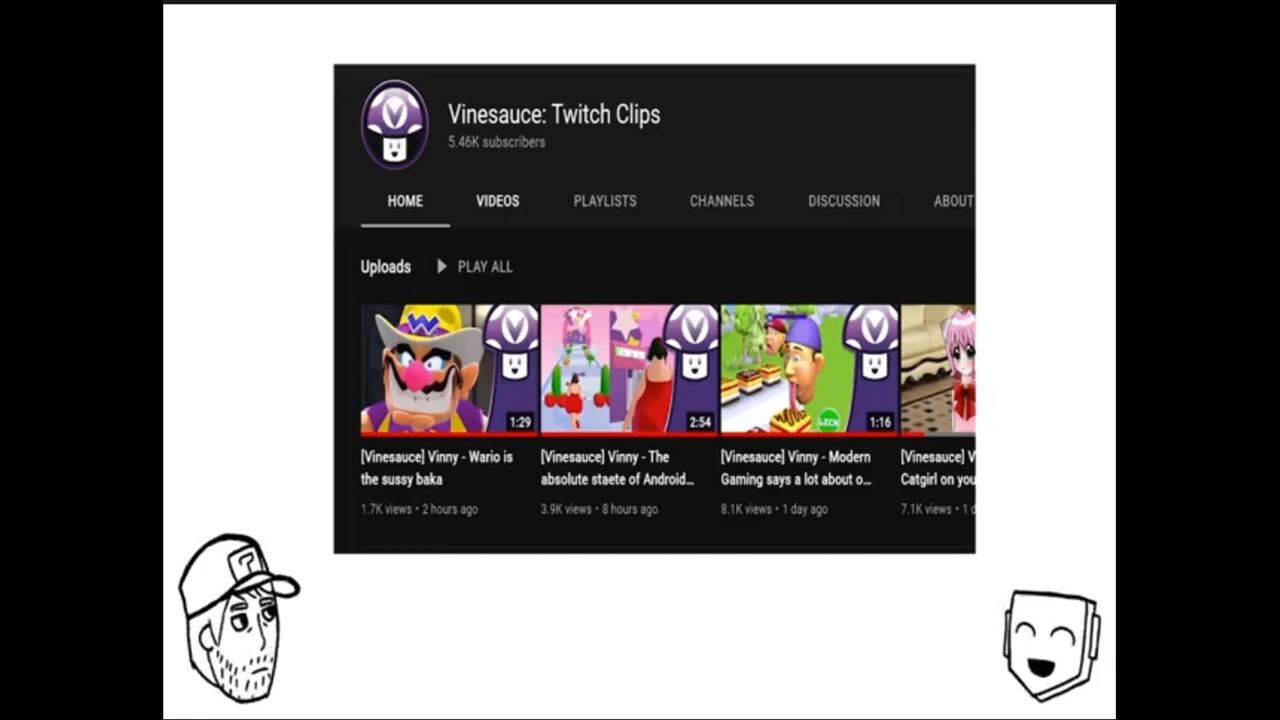 Vinesauce: Twitch Clips
5.46K subscribers
HOME VIDEOS PLAYLISTS CHANNELS DISCUSSION ABOUT
Uploads PLAY ALL
1:29 2:54 LICK 1:16
[Vinesauce] Vinny - Wario is
the sussy baka
1.7K views • 2 hours ago
[Vinesauce] Vinny - The
absolute staete of Android...
3.9K views • 8 hours ago
[Vinesauce] Vinny - Modern
Gaming says a lot about o...
8.1K views • 1 day ago
[Vinesauce] V
Catgirl on you
7.1K views • 1 d